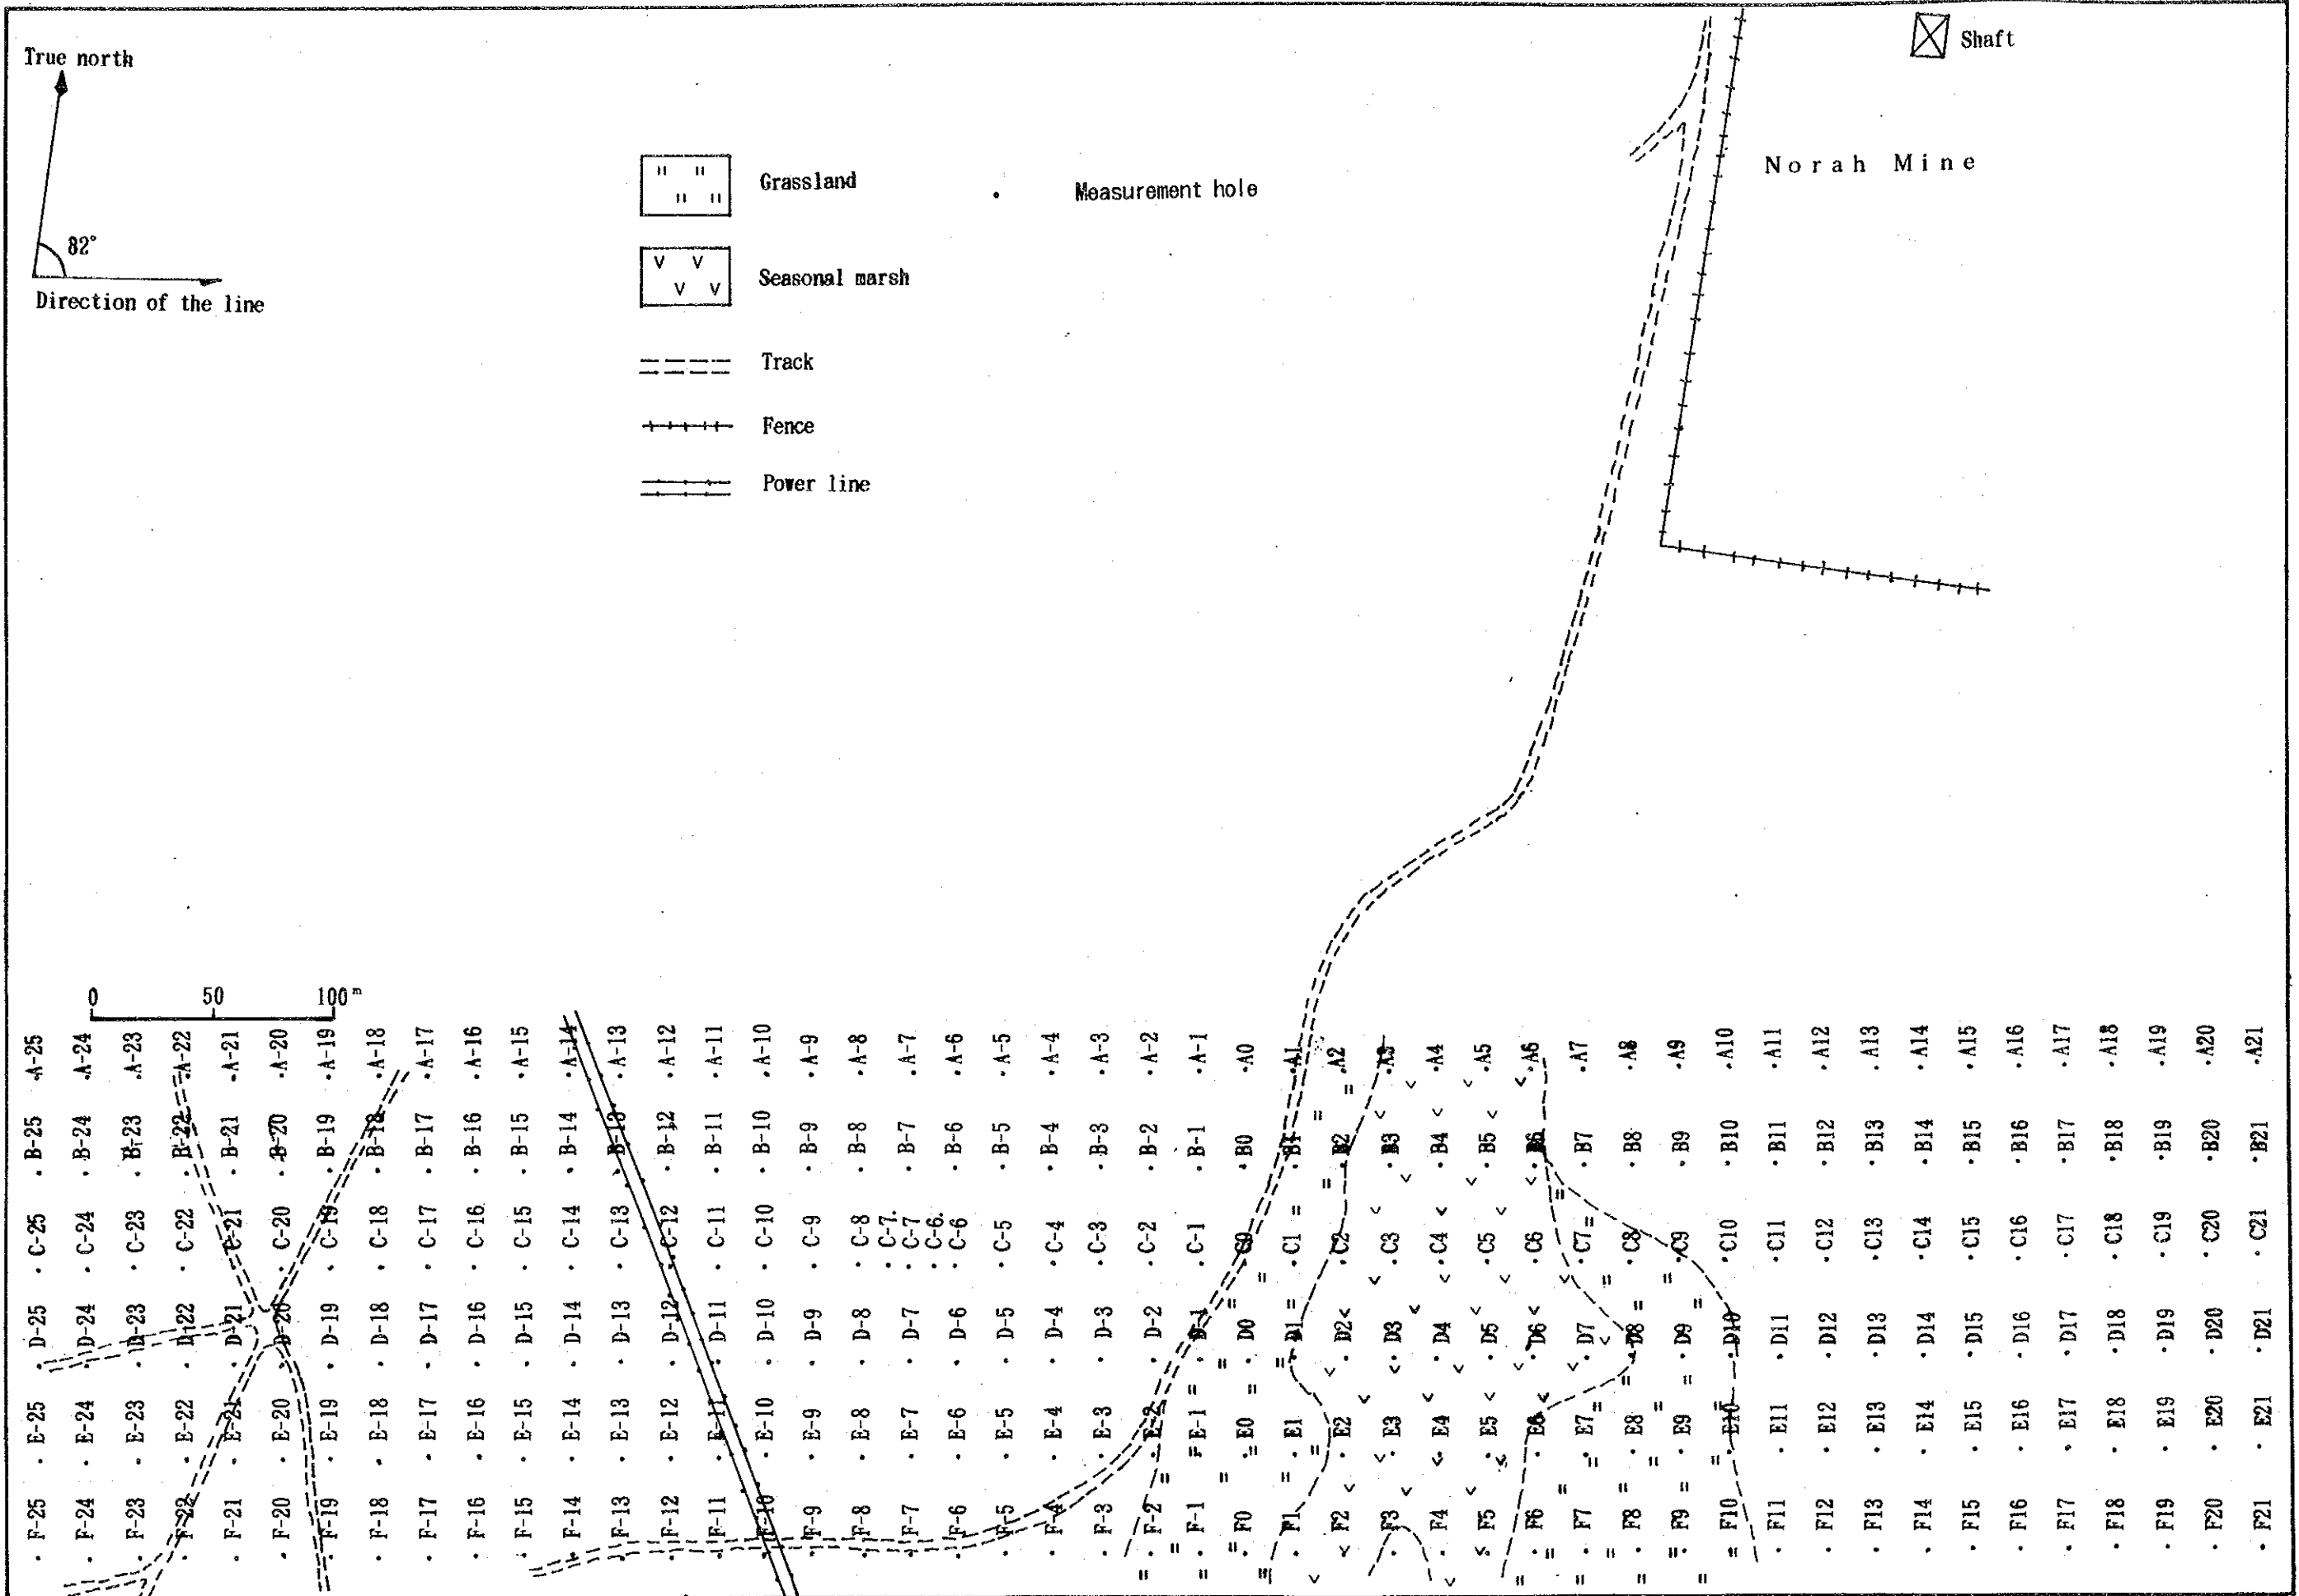 True north
82°
Direction of the line
Grassland
Seasonal marsh
Track
Fence
Power line
Measurement hole
Shaft
Norah Mine
0 50 100 m
A-25 A-24 A-23 A-22 A-21 A-20 A-19 A-18 A-17 A-16 A-15 A-14 A-13 A-12 A-11 A-10 A-9 A-8 A-7 A-6 A-5 A-4 A-3 A-2 A-1 A0 A1 A2 A3 A4 A5 A6 A7 A8 A9 A10 A11 A12 A13 A14 A15 A16 A17 A18 A19 A20 A21
B-25 B-24 B-23 B-22 B-21 B-20 B-19 B-18 B-17 B-16 B-15 B-14 B-13 B-12 B-11 B-10 B-9 B-8 B-7 B-6 B-5 B-4 B-3 B-2 B-1 B0 B1 B2 B3 B4 B5 B6 B7 B8 B9 B10 B11 B12 B13 B14 B15 B16 B17 B18 B19 B20 B21
C-25 C-24 C-23 C-22 C-21 C-20 C-19 C-18 C-17 C-16 C-15 C-14 C-13 C-12 C-11 C-10 C-9 C-8 C-7. C-7 C-6. C-6 C-5 C-4 C-3 C-2 C-1 C0 C1 C2 C3 C4 C5 C6 C7 C8 C9 C10 C11 C12 C13 C14 C15 C16 C17 C18 C19 C20 C21
D-25 D-24 D-23 D-22 D-21 D-20 D-19 D-18 D-17 D-16 D-15 D-14 D-13 D-12 D-11 D-10 D-9 D-8 D-7 D-6 D-5 D-4 D-3 D-2 D-1 D0 D1 D2 D3 D4 D5 D6 D7 D8 D9 D10 D11 D12 D13 D14 D15 D16 D17 D18 D19 D20 D21
E-25 E-24 E-23 E-22 E-21 E-20 E-19 E-18 E-17 E-16 E-15 E-14 E-13 E-12 E-11 E-10 E-9 E-8 E-7 E-6 E-5 E-4 E-3 E-2 E-1 E0 E1 E2 E3 E4 E5 E6 E7 E8 E9 E10 E11 E12 E13 E14 E15 E16 E17 E18 E19 E20 E21
F-25 F-24 F-23 F-22 F-21 F-20 F-19 F-18 F-17 F-16 F-15 F-14 F-13 F-12 F-11 F-10 F-9 F-8 F-7 F-6 F-5 F-4 F-3 F-2 F-1 F0 F1 F2 F3 F4 F5 F6 F7 F8 F9 F10 F11 F12 F13 F14 F15 F16 F17 F18 F19 F20 F21